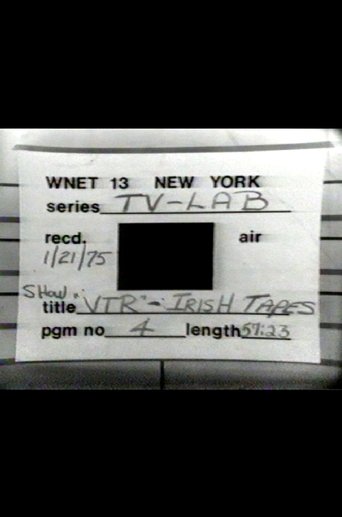 WNET 13 NEW YORK
series TV-LAB
recd. air
1/21/75
Show:
title "VTR" - IRISH TAPES
pgm no 4 length 57:23